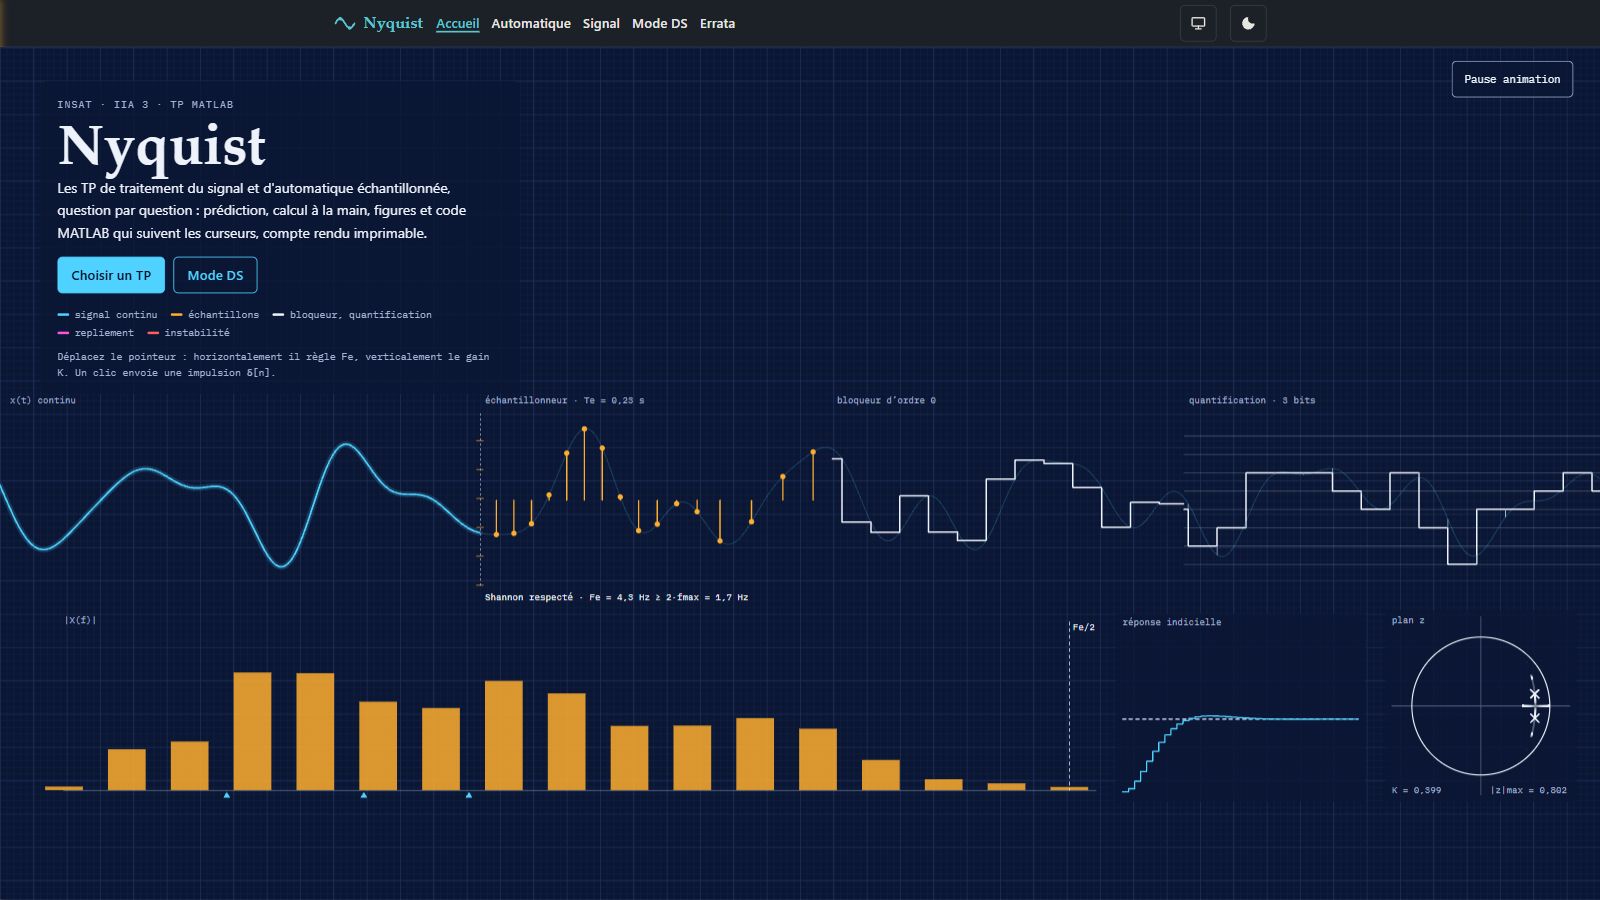 Nyquist Accueil Automatique Signal Mode DS Errata
Pause animation
INSAT · IIA 3 · TP MATLAB
Nyquist
Les TP de traitement du signal et d'automatique échantillonnée,
question par question : prédiction, calcul à la main, figures et code
MATLAB qui suivent les curseurs, compte rendu imprimable.
Choisir un TP Mode DS
signal continu échantillons bloqueur, quantification
repliement instabilité
Déplacez le pointeur : horizontalement il règle Fe, verticalement le gain
K. Un clic envoie une impulsion δ[n].
x(t) continu échantillonneur · Te = 0,23 s bloqueur d’ordre 0 quantification · 3 bits
Shannon respecté · Fe = 4,3 Hz ≥ 2·fmax = 1,7 Hz
|X(f)| Fe/2 réponse indicielle plan z
K = 0,399 |z|max = 0,802